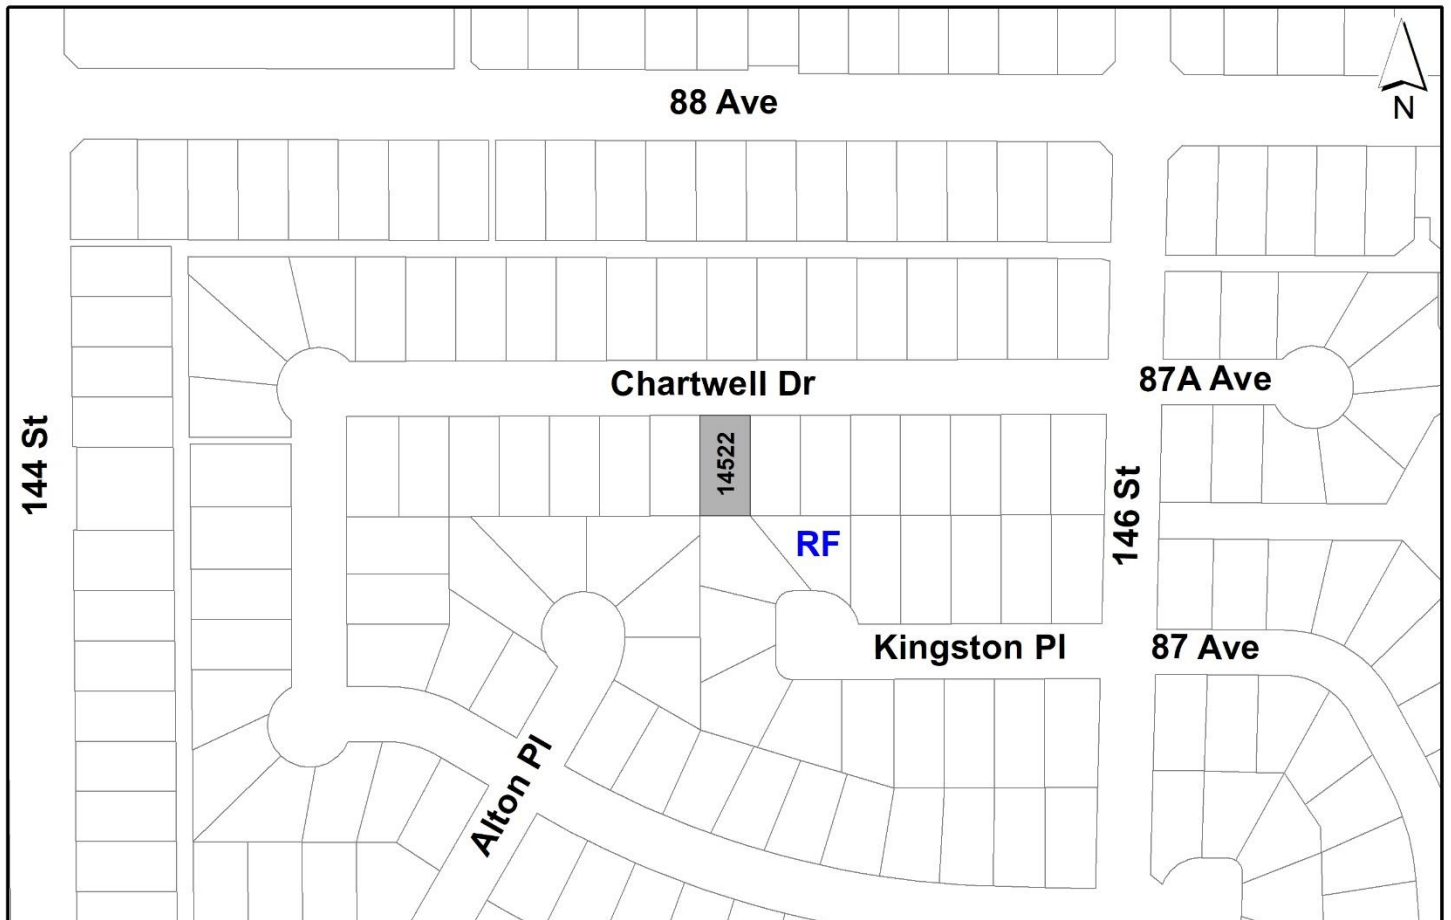 88 Ave
N
Chartwell Dr
87A Ave
144 St
14522
146 St
RF
Kingston Pl
87 Ave
Alton Pl